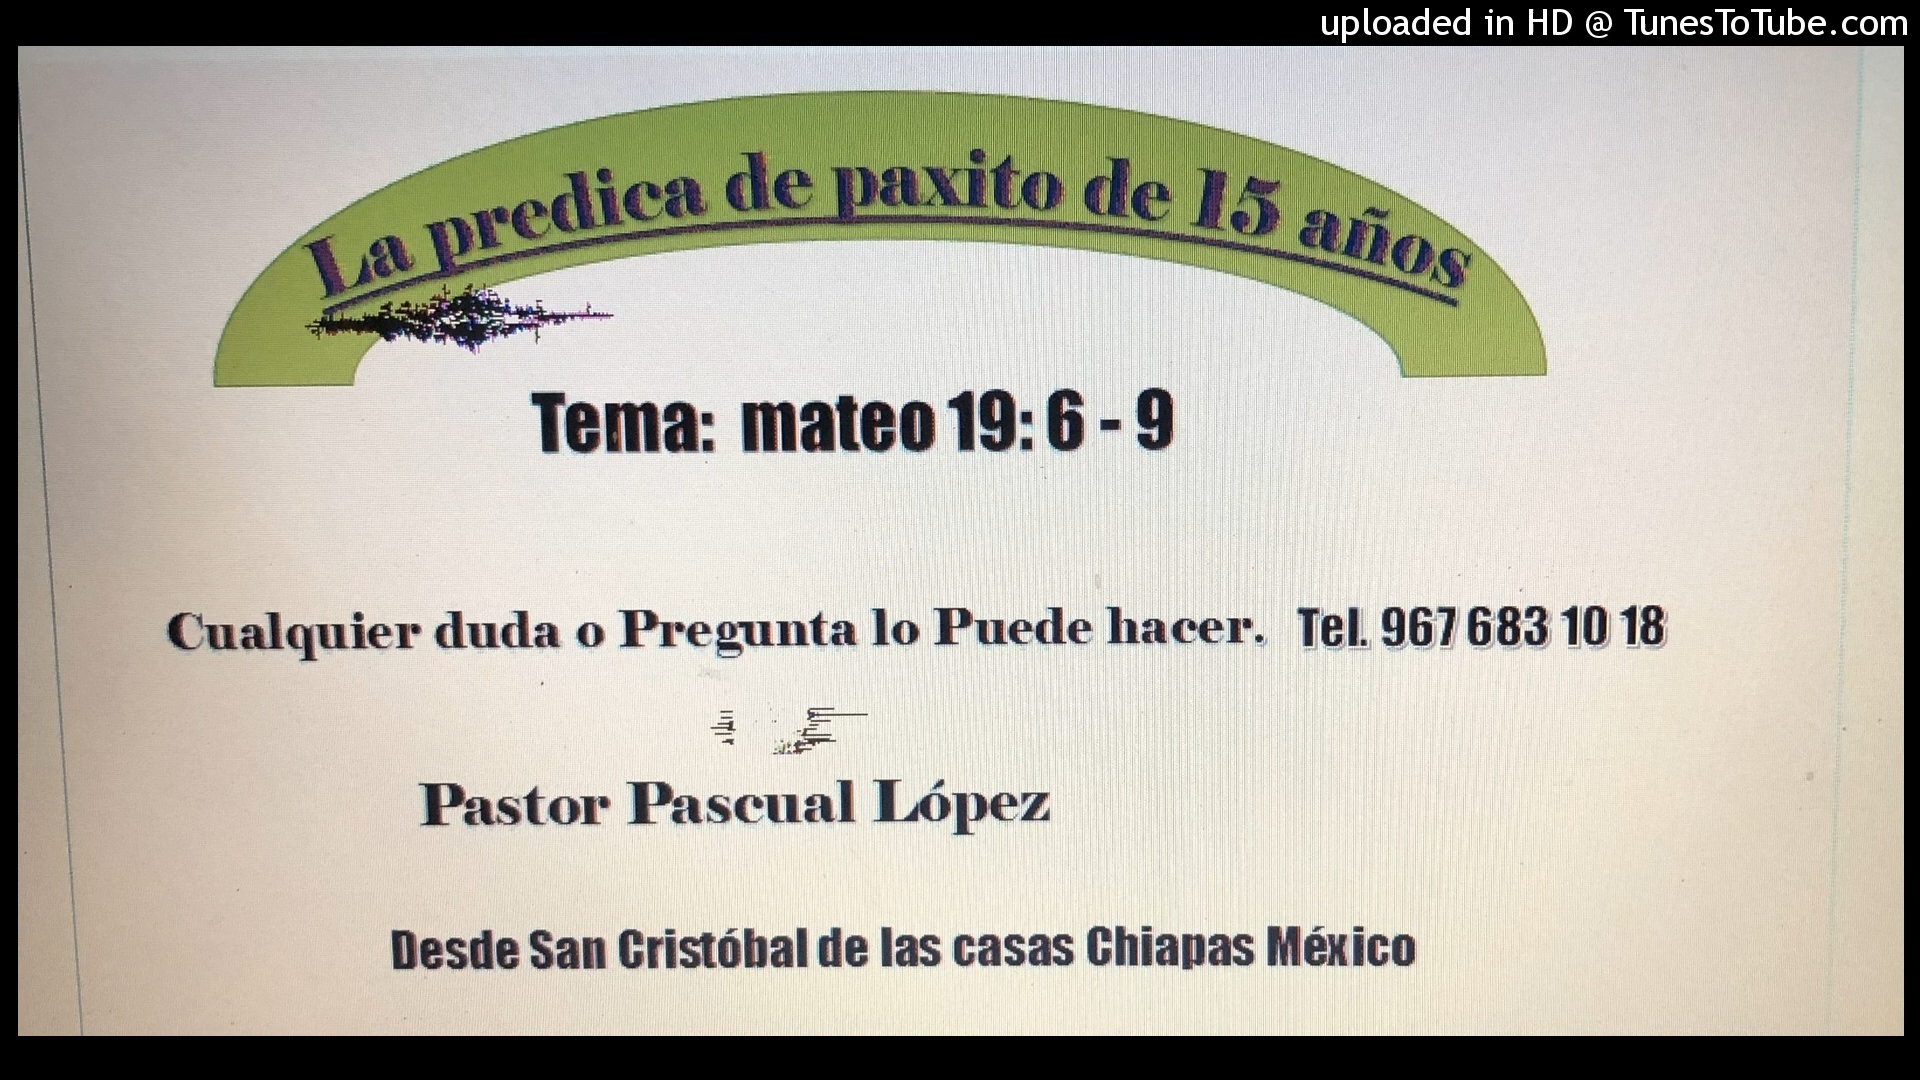 uploaded in HD @ TunesToTube.com
La predica de paxito de 15 años
Tema: mateo 19: 6 - 9
Cualquier duda o Pregunta lo Puede hacer. Tel. 967 683 10 18
Pastor Pascual López
Desde San Cristóbal de las casas Chiapas México